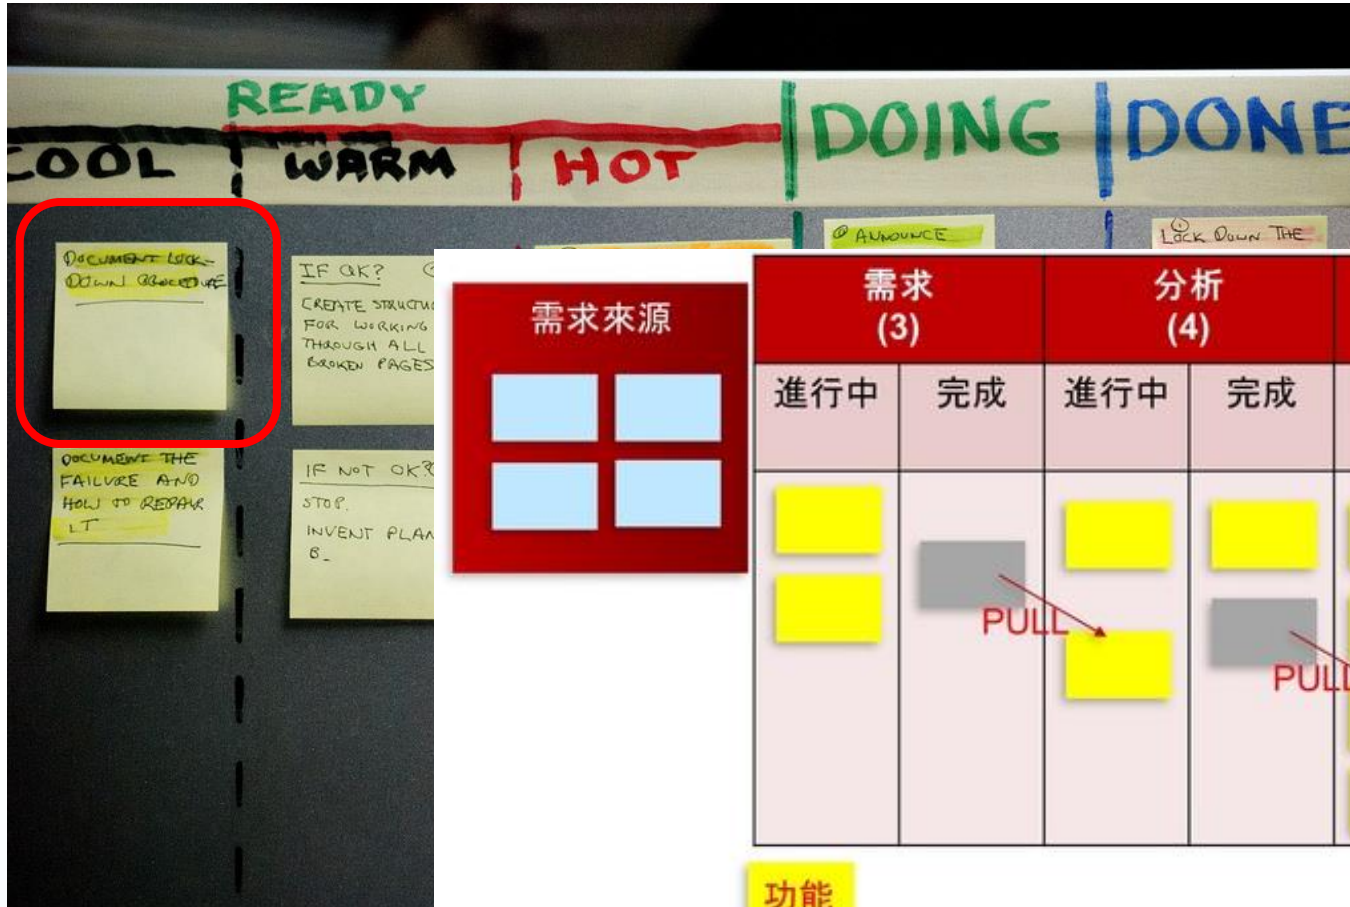 READY
COOL
WARM
HOT
DOING
DONE
DOCUMENT LOCK-
DOWN PROCEDURE
DOCUMENT THE
FAILURE AND
HOW TO REPAIR
IT
IF OK?
CREATE STRUCTU
FOR WORKING
THROUGH ALL
BROKEN PAGES
IF NOT OK?
STOP.
INVENT PLAN
B-
ANNOUNCE
LOCK DOWN THE
需求來源
需求
(3)
分析
(4)
進行中
完成
進行中
完成
PULL
PULL
功能